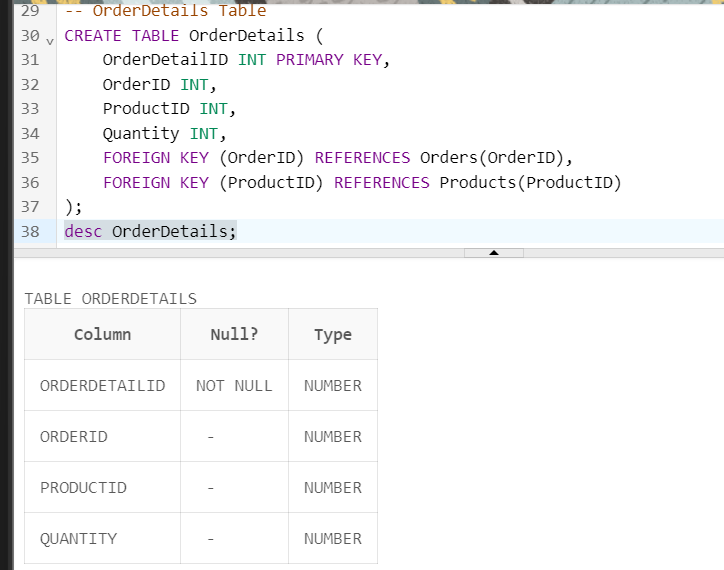 29 -- OrderDetails Table
30 CREATE TABLE OrderDetails (
31 OrderDetailID INT PRIMARY KEY,
32 OrderID INT,
33 ProductID INT,
34 Quantity INT,
35 FOREIGN KEY (OrderID) REFERENCES Orders(OrderID),
36 FOREIGN KEY (ProductID) REFERENCES Products(ProductID)
37 );
38 desc OrderDetails;
TABLE ORDERDETAILS
Column Null? Type
ORDERDETAILID NOT NULL NUMBER
ORDERID - NUMBER
PRODUCTID - NUMBER
QUANTITY - NUMBER